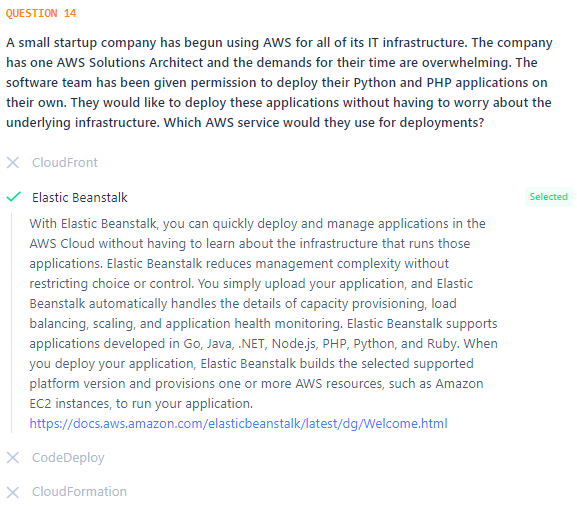 QUESTION 14
A small startup company has begun using AWS for all of its IT infrastructure. The company
has one AWS Solutions Architect and the demands for their time are overwhelming. The
software team has been given permission to deploy their Python and PHP applications on
their own. They would like to deploy these applications without having to worry about the
underlying infrastructure. Which AWS service would they use for deployments?
CloudFront
Elastic Beanstalk
Selected
With Elastic Beanstalk, you can quickly deploy and manage applications in the
AWS Cloud without having to learn about the infrastructure that runs those
applications. Elastic Beanstalk reduces management complexity without
restricting choice or control. You simply upload your application, and Elastic
Beanstalk automatically handles the details of capacity provisioning, load
balancing, scaling, and application health monitoring. Elastic Beanstalk supports
applications developed in Go, Java, .NET, Node.js, PHP, Python, and Ruby. When
you deploy your application, Elastic Beanstalk builds the selected supported
platform version and provisions one or more AWS resources, such as Amazon
EC2 instances, to run your application.
https://docs.aws.amazon.com/elasticbeanstalk/latest/dg/Welcome.html
CodeDeploy
CloudFormation